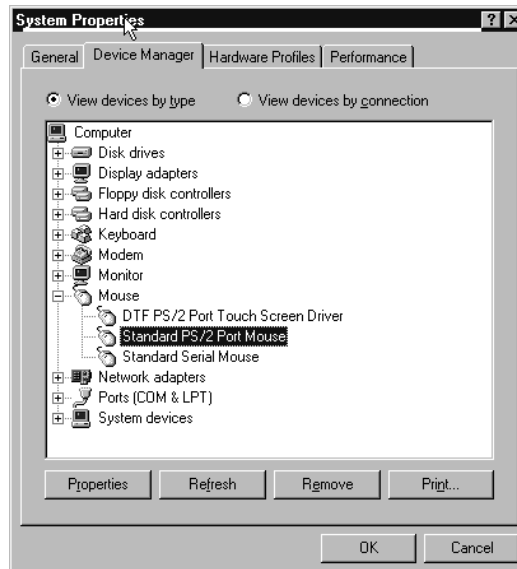 System Properties
General Device Manager Hardware Profiles Performance
View devices by type View devices by connection
Computer
Disk drives
Display adapters
Floppy disk controllers
Hard disk controllers
Keyboard
Modem
Monitor
Mouse
DTF PS/2 Port Touch Screen Driver
Standard PS/2 Port Mouse
Standard Serial Mouse
Network adapters
Ports (COM & LPT)
System devices
Properties Refresh Remove Print...
OK Cancel